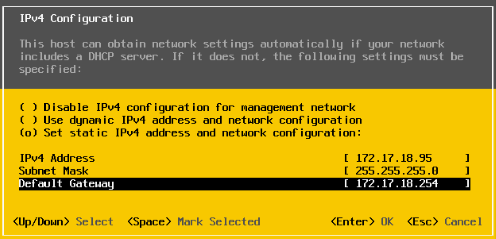 IPv4 Configuration
This host can obtain network settings automatically if your network
includes a DHCP server. If it does not, the following settings must be
specified:
( ) Disable IPv4 configuration for management network
( ) Use dynamic IPv4 address and network configuration
(o) Set static IPv4 address and network configuration:
IPv4 Address [ 172.17.18.95 ]
Subnet Mask [ 255.255.255.0 ]
Default Gateway [ 172.17.18.254 ]
<Up/Down> Select <Space> Mark Selected <Enter> OK <Esc> Cancel